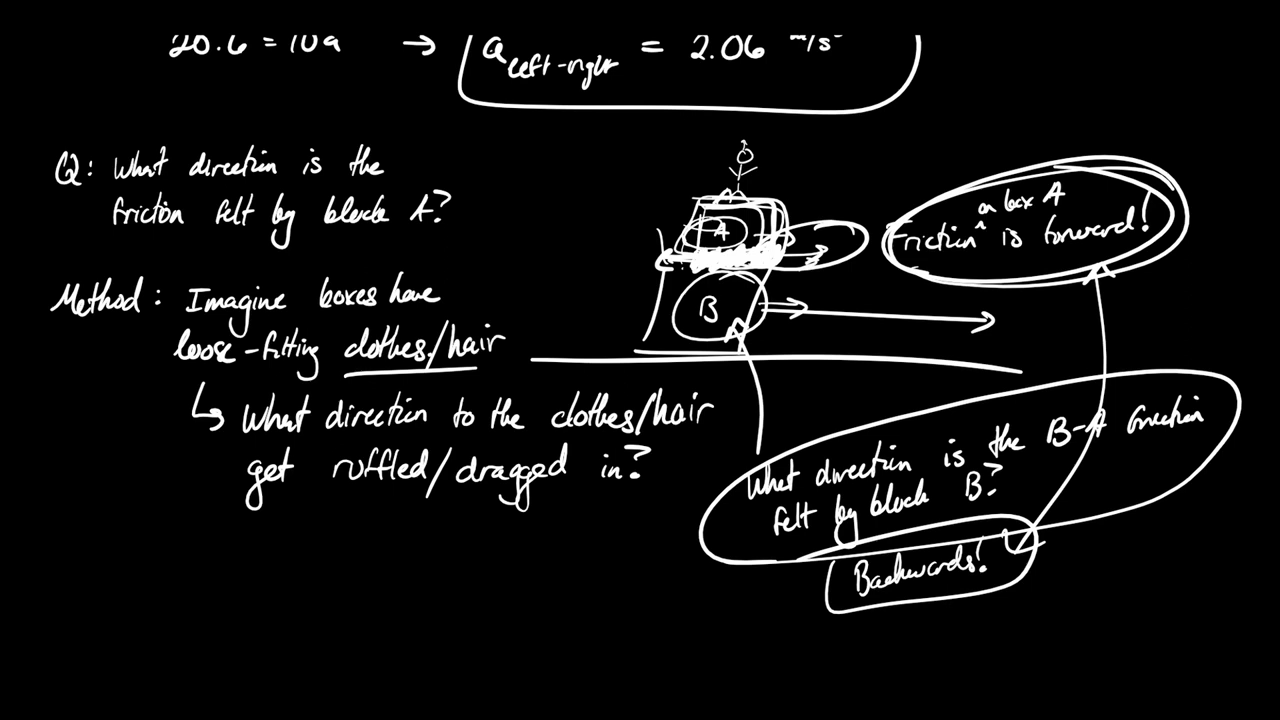 20.6 = 10a → a left-right = 2.06 m/s²
Q: What direction is the
friction felt by block A?
Method: Imagine boxes have
loose-fitting clothes/hair
↳ What direction to the clothes/hair
get ruffled/dragged in?
A
B
on box A
Friction^ is forward!
What direction is the B-A friction
felt by block B?
Backwards!